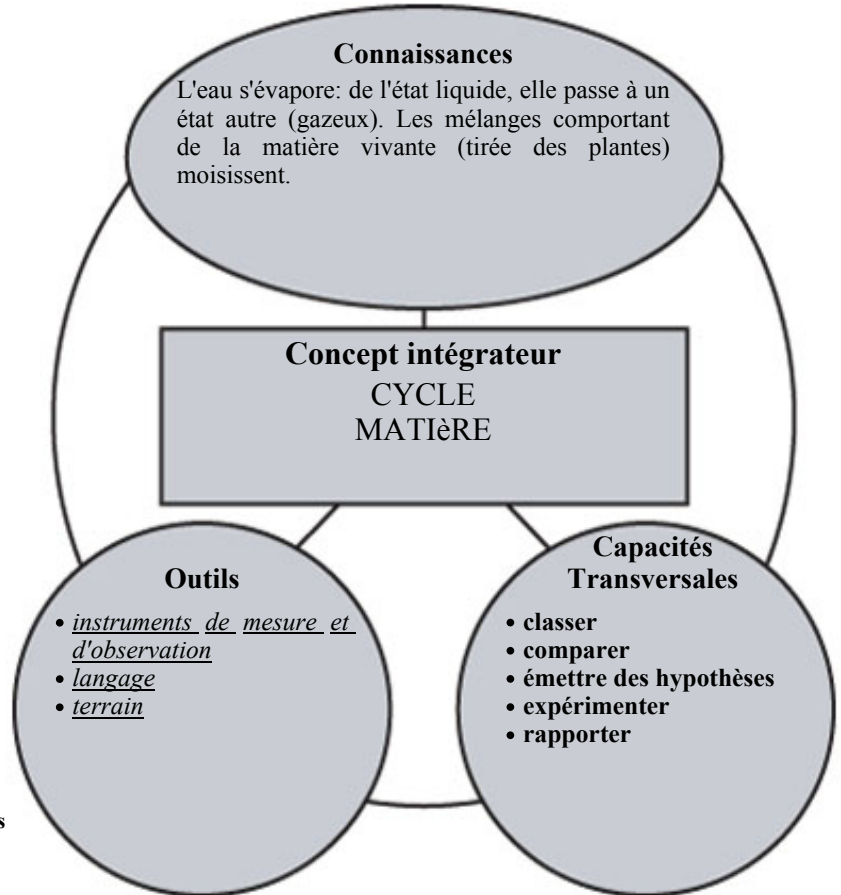 Connaissances
L'eau s'évapore: de l'état liquide, elle passe à un
état autre (gazeux). Les mélanges comportant
de la matière vivante (tirée des plantes)
moisissent.
Concept intégrateur
CYCLE
MATIèRE
Outils
• instruments de mesure et
d'observation
• langage
• terrain
Capacités
Transversales
• classer
• comparer
• émettre des hypothèses
• expérimenter
• rapporter
s